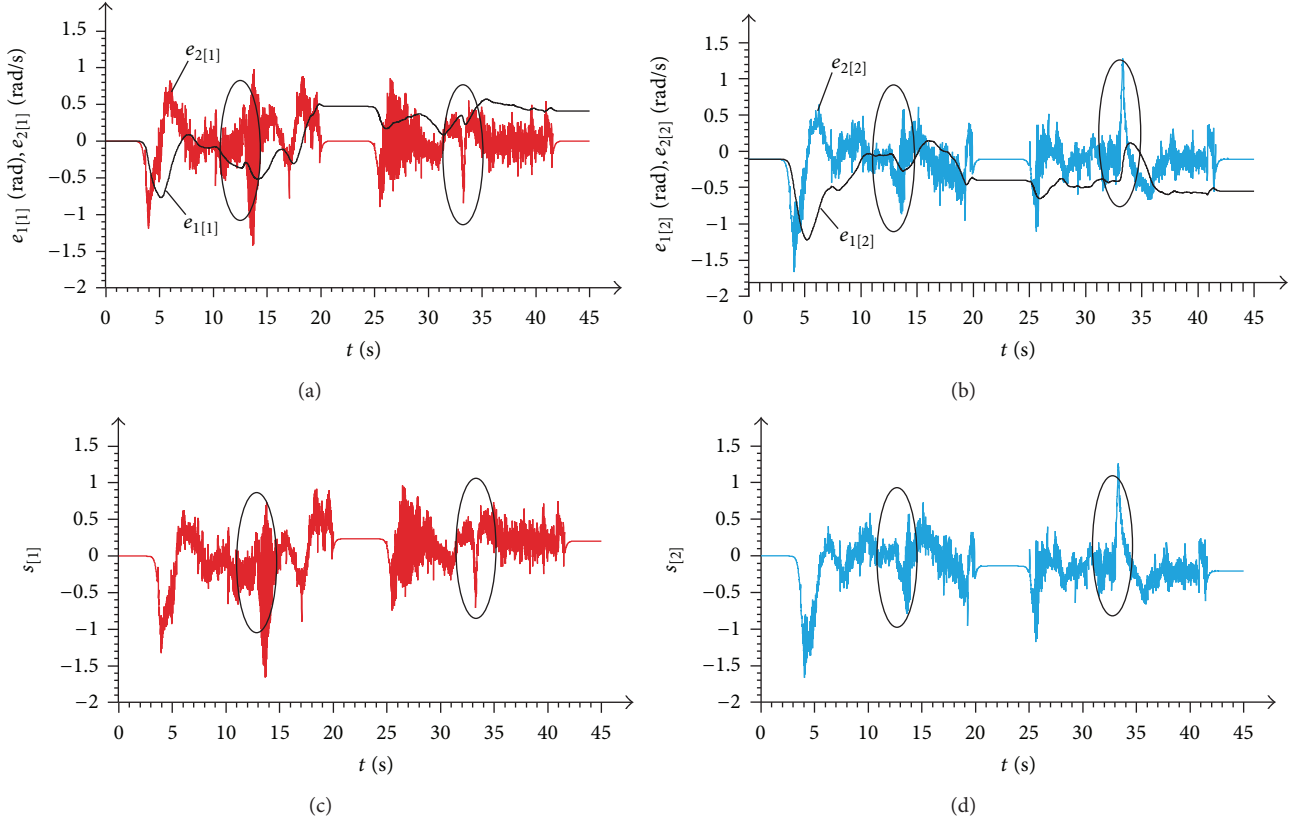 1.5
1
0.5
0
−0.5
−1
−1.5
−2
e1[1] (rad), e2[1] (rad/s)
e2[1]
e1[1]
0 5 10 15 20 25 30 35 40 45
t (s)
(a)
1.5
1
0.5
0
−0.5
−1
−1.5
−2
e1[2] (rad), e2[2] (rad/s)
e2[2]
e1[2]
0 5 10 15 20 25 30 35 40 45
t (s)
(b)
1.5
1
0.5
0
−0.5
−1
−1.5
−2
s[1]
0 5 10 15 20 25 30 35 40 45
t (s)
(c)
1.5
1
0.5
0
−0.5
−1
−1.5
−2
s[2]
0 5 10 15 20 25 30 35 40 45
t (s)
(d)